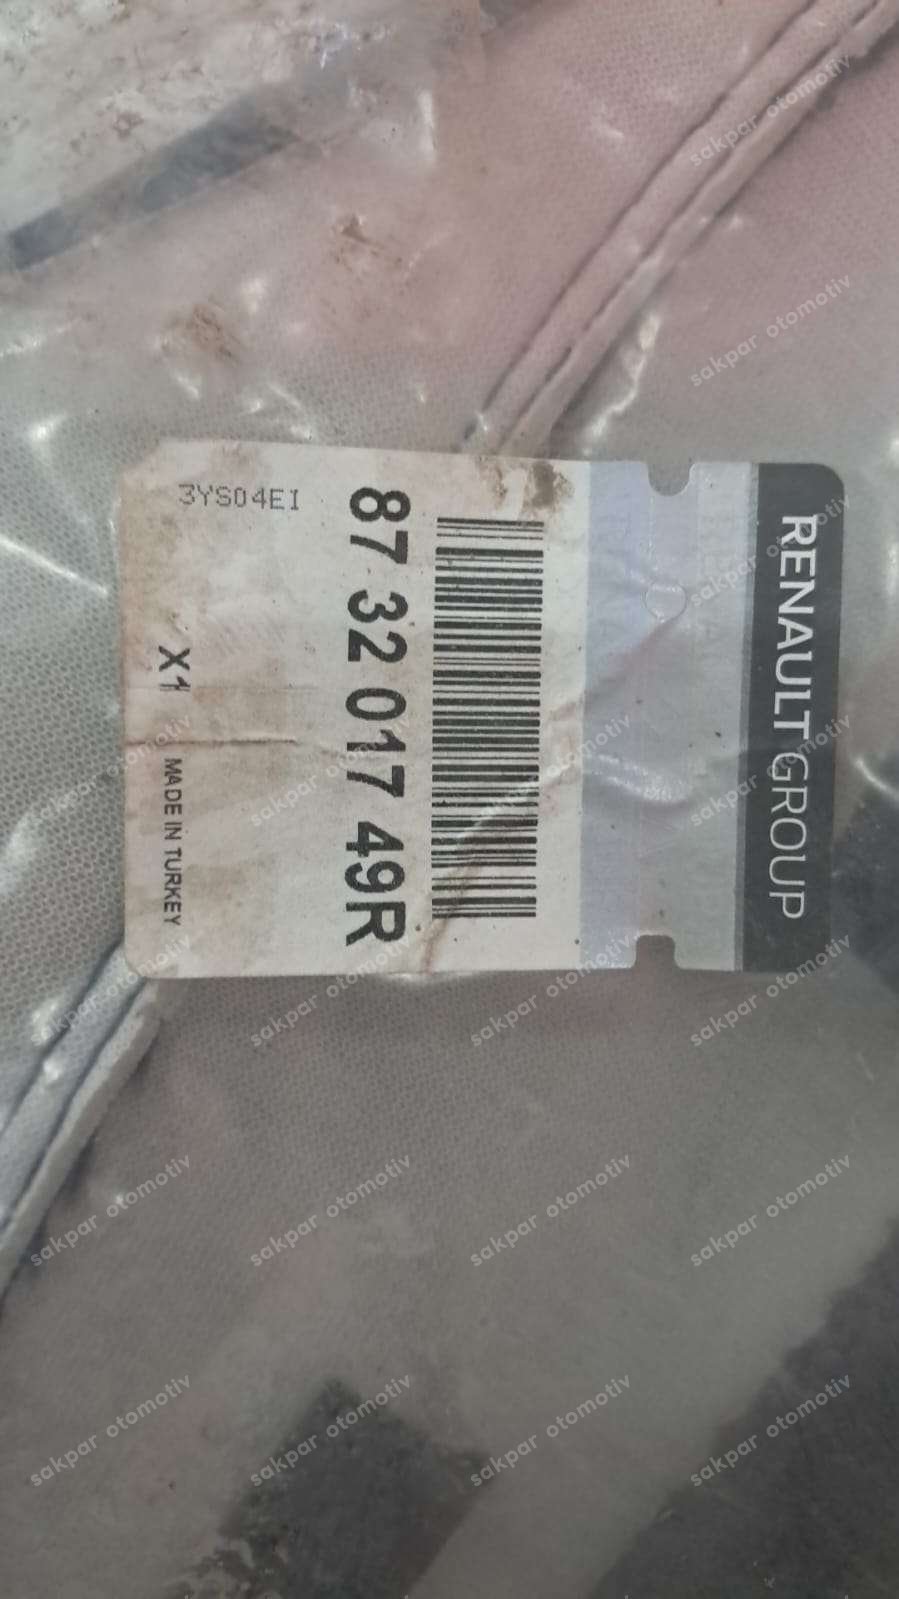 RENAULT GROUP
87 32 017 49R
3YS04EI
X1 MADE IN TURKEY
sakpar otomotiv